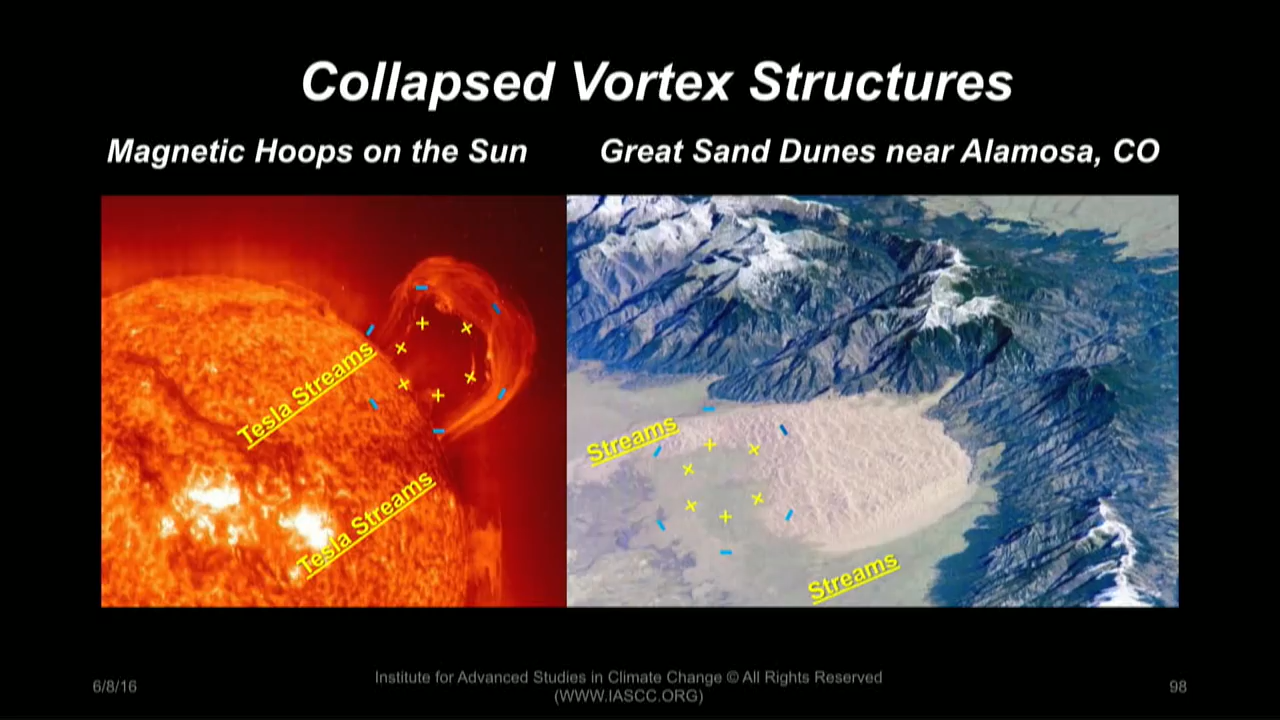 Collapsed Vortex Structures
Magnetic Hoops on the Sun
Great Sand Dunes near Alamosa, CO
Tesla Streams
Tesla Streams
Streams
Streams
6/8/16
Institute for Advanced Studies in Climate Change © All Rights Reserved
(WWW.IASCC.ORG)
98